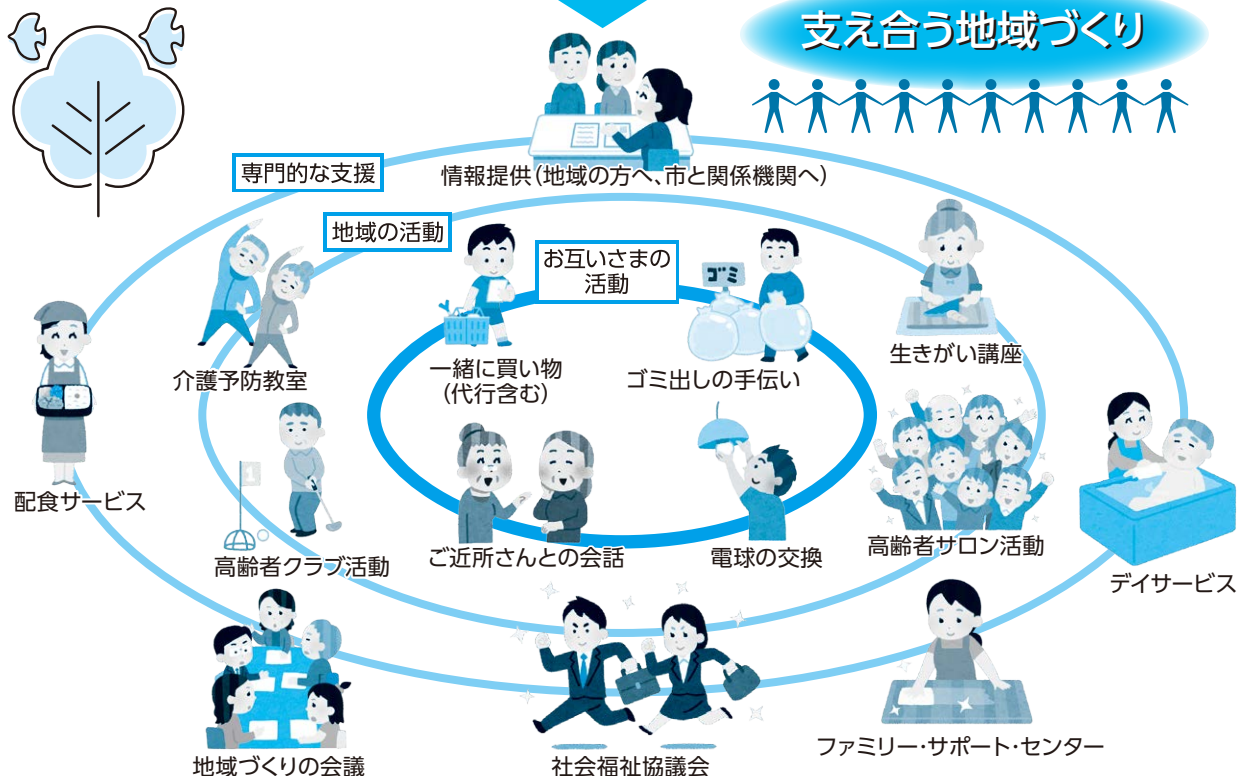 支え合う地域づくり
情報提供(地域の方へ、市と関係機関へ)
専門的な支援
地域の活動
お互いさまの
活動
ゴミ
一緒に買い物
(代行含む)
ゴミ出しの手伝い
生きがい講座
介護予防教室
配食サービス
高齢者クラブ活動
ご近所さんとの会話
電球の交換
高齢者サロン活動
デイサービス
地域づくりの会議
社会福祉協議会
ファミリー・サポート・センター